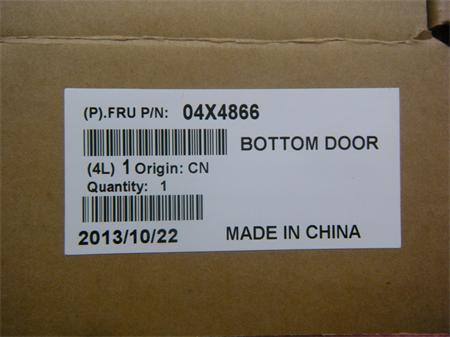 (P).FRU P/N: 04X4866
BOTTOM DOOR
(4L) 1 Origin: CN
Quantity: 1
2013/10/22 MADE IN CHINA